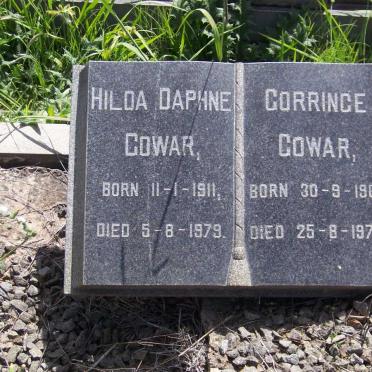 HILDA DAPHNE
COWAR,
BORN 11-1-1911,
DIED 5-8-1979.
CORRINCE
COWAR,
BORN 30-9-190
DIED 25-8-197